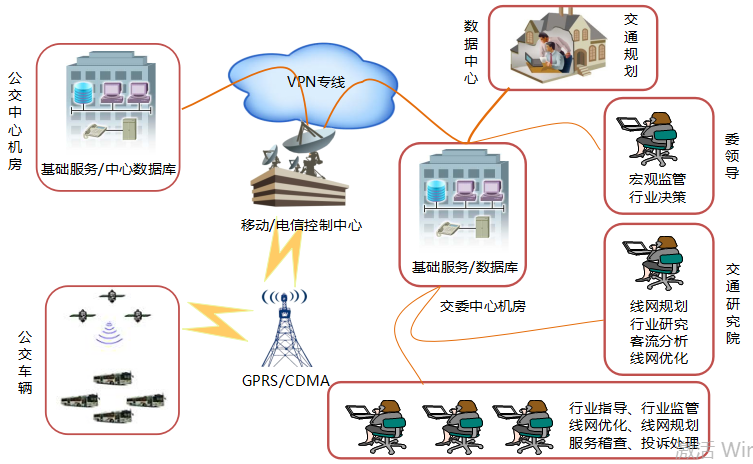 数据中心
交通规划
公交中心机房
基础服务/中心数据库
VPN专线
移动/电信控制中心
基础服务/数据库
交委中心机房
委领导
宏观监管
行业决策
交通研究院
线网规划
行业研究
客流分析
线网优化
公交车辆
GPRS/CDMA
行业指导、行业监管
线网优化、线网规划
服务稽查、投诉处理
激活 Win